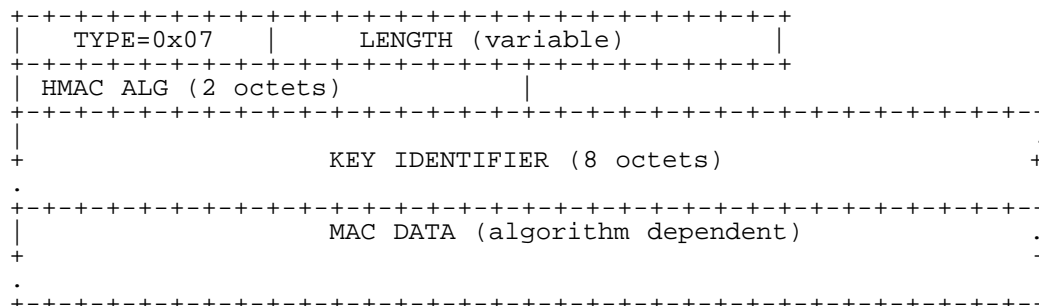 +-+-+-+-+-+-+-+-+-+-+-+-+-+-+-+-+-+-+-+-+-+-+-+-+
|   TYPE=0x07   |     LENGTH (variable)         |
+-+-+-+-+-+-+-+-+-+-+-+-+-+-+-+-+-+-+-+-+-+-+-+-+
| HMAC ALG (2 octets)           |
+-+-+-+-+-+-+-+-+-+-+-+-+-+-+-+-+-+-+-+-+-+-+-+-+-+-+-+-+-+-+-+-+--
|                                                               .
+                   KEY IDENTIFIER (8 octets)                   +
.
+-+-+-+-+-+-+-+-+-+-+-+-+-+-+-+-+-+-+-+-+-+-+-+-+-+-+-+-+-+-+-+-+--
|                   MAC DATA (algorithm dependent)              .
+                                                               +
.
+-+-+-+-+-+-+-+-+-+-+-+-+-+-+-+-+-+-+-+-+-+-+-+-+-+-+-+-+-+-+-+-+--